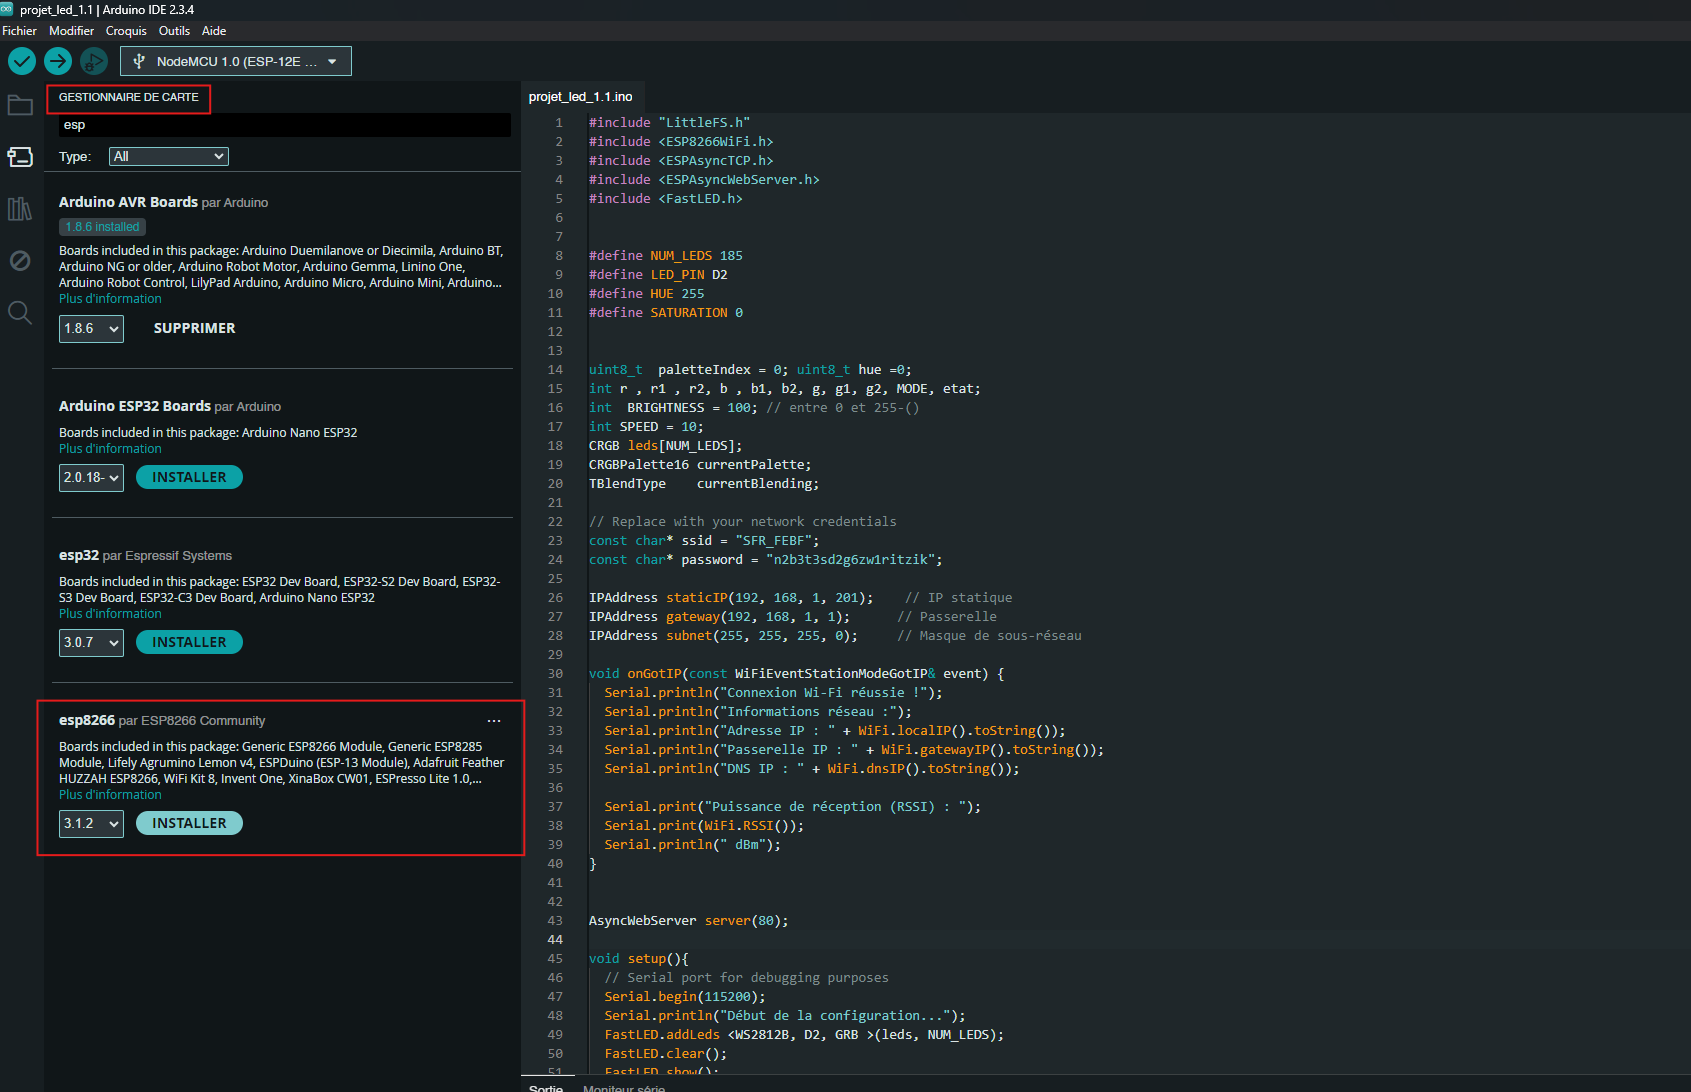 projet_led_1.1 | Arduino IDE 2.3.4
Fichier Modifier Croquis Outils Aide
NodeMCU 1.0 (ESP-12E ...
GESTIONNAIRE DE CARTE
esp
Type: All
Arduino AVR Boards par Arduino
1.8.6 installed
Boards included in this package: Arduino Duemilanove or Diecimila, Arduino BT,
Arduino NG or older, Arduino Robot Motor, Arduino Gemma, Linino One,
Arduino Robot Control, LilyPad Arduino, Arduino Micro, Arduino Mini, Arduino...
Plus d'information
1.8.6 SUPPRIMER
Arduino ESP32 Boards par Arduino
Boards included in this package: Arduino Nano ESP32
Plus d'information
2.0.18- INSTALLER
esp32 par Espressif Systems
Boards included in this package: ESP32 Dev Board, ESP32-S2 Dev Board, ESP32-
S3 Dev Board, ESP32-C3 Dev Board, Arduino Nano ESP32
Plus d'information
3.0.7 INSTALLER
esp8266 par ESP8266 Community ...
Boards included in this package: Generic ESP8266 Module, Generic ESP8285
Module, Lifely Agrumino Lemon v4, ESPDuino (ESP-13 Module), Adafruit Feather
HUZZAH ESP8266, WiFi Kit 8, Invent One, XinaBox CW01, ESPresso Lite 1.0,...
Plus d'information
3.1.2 INSTALLER
projet_led_1.1.ino
1 #include "LittleFS.h"
2 #include <ESP8266WiFi.h>
3 #include <ESPAsyncTCP.h>
4 #include <ESPAsyncWebServer.h>
5 #include <FastLED.h>
6
7
8 #define NUM_LEDS 185
9 #define LED_PIN D2
10 #define HUE 255
11 #define SATURATION 0
12
13
14 uint8_t  paletteIndex = 0; uint8_t hue =0;
15 int r , r1 , r2, b , b1, b2, g, g1, g2, MODE, etat;
16 int  BRIGHTNESS = 100; // entre 0 et 255-()
17 int SPEED = 10;
18 CRGB leds[NUM_LEDS];
19 CRGBPalette16 currentPalette;
20 TBlendType    currentBlending;
21
22 // Replace with your network credentials
23 const char* ssid = "SFR_FEBF";
24 const char* password = "n2b3t3sd2g6zw1ritzik";
25
26 IPAddress staticIP(192, 168, 1, 201);    // IP statique
27 IPAddress gateway(192, 168, 1, 1);      // Passerelle
28 IPAddress subnet(255, 255, 255, 0);     // Masque de sous-réseau
29
30 void onGotIP(const WiFiEventStationModeGotIP& event) {
31   Serial.println("Connexion Wi-Fi réussie !");
32   Serial.println("Informations réseau :");
33   Serial.println("Adresse IP : " + WiFi.localIP().toString());
34   Serial.println("Passerelle IP : " + WiFi.gatewayIP().toString());
35   Serial.println("DNS IP : " + WiFi.dnsIP().toString());
36
37   Serial.print("Puissance de réception (RSSI) : ");
38   Serial.print(WiFi.RSSI());
39   Serial.println(" dBm");
40 }
41
42
43 AsyncWebServer server(80);
44
45 void setup(){
46   // Serial port for debugging purposes
47   Serial.begin(115200);
48   Serial.println("Début de la configuration...");
49   FastLED.addLeds <WS2812B, D2, GRB >(leds, NUM_LEDS);
50   FastLED.clear();
51   FastLED.show();
Sortie Moniteur série